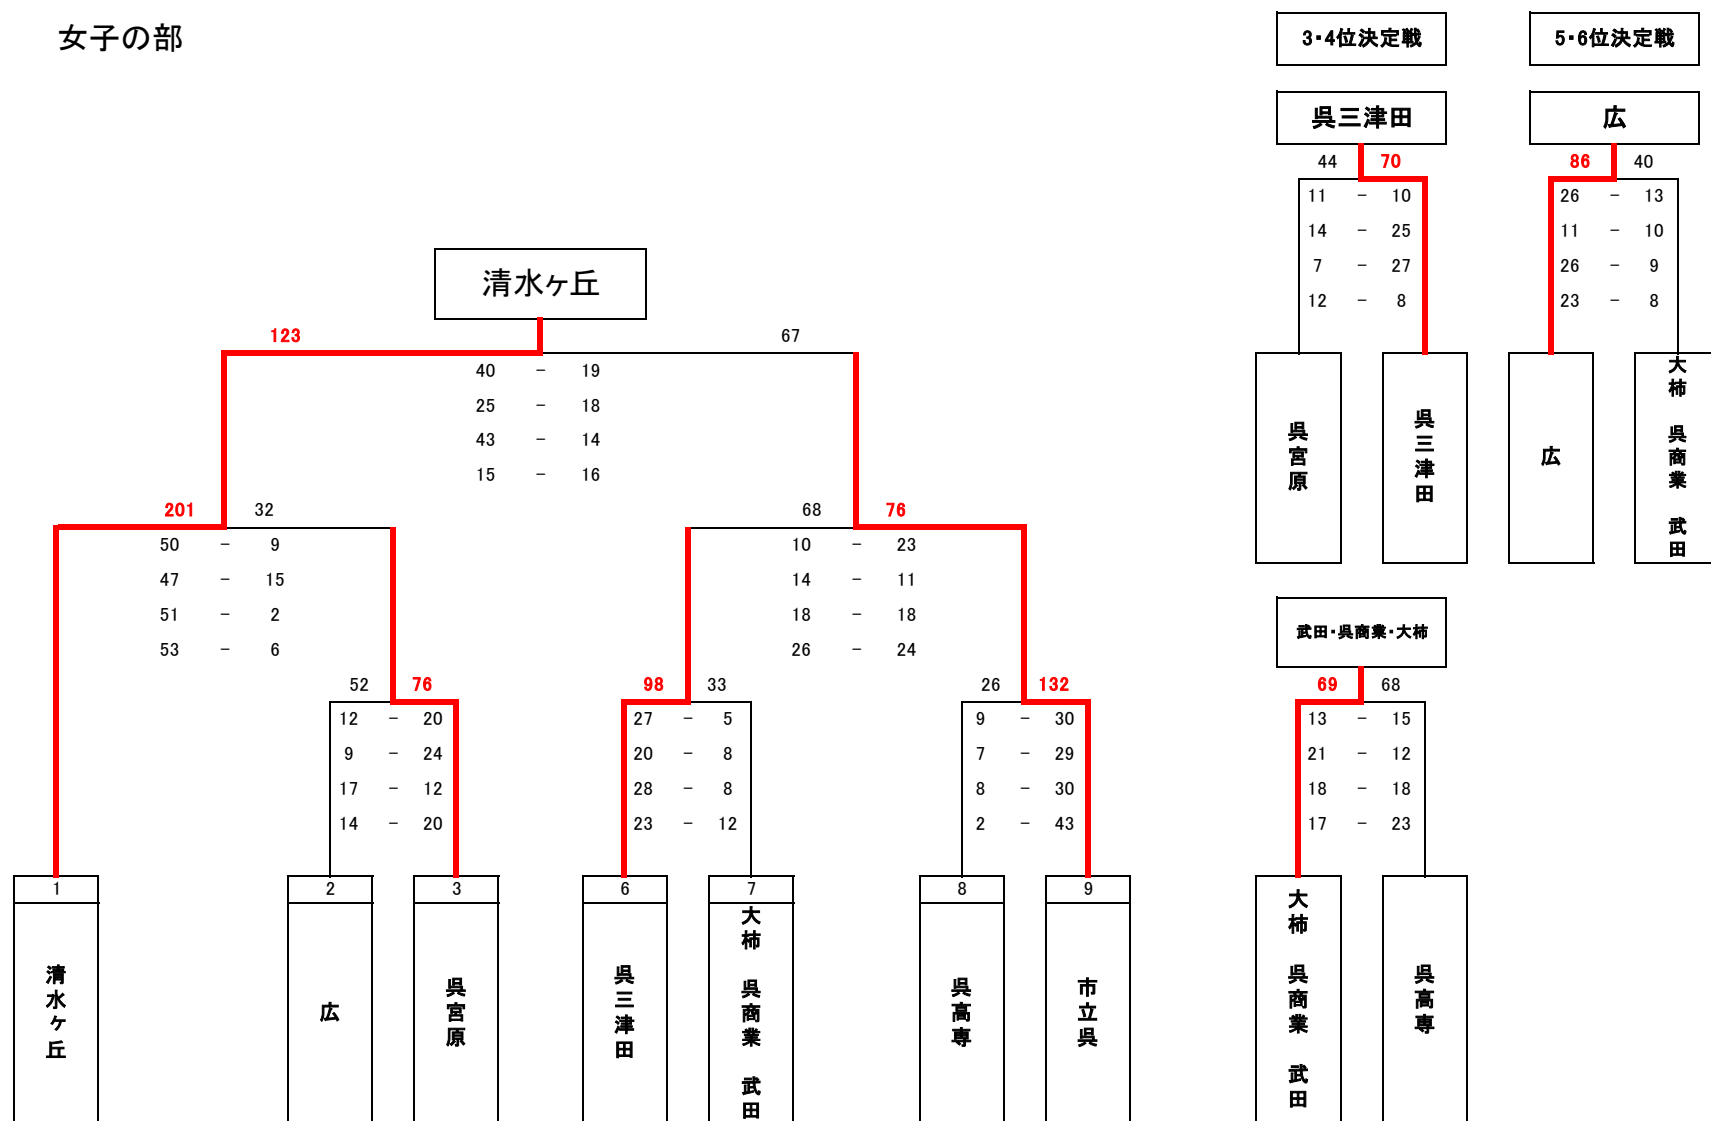 女子の部
3・4位決定戦
5・6位決定戦
呉三津田
広
44 70
86 40
11 - 10
26 - 13
14 - 25
11 - 10
7 - 27
26 - 9
12 - 8
23 - 8
呉宮原
呉三津田
広
大柿 呉商業 武田
清水ヶ丘
123 67
40 - 19
25 - 18
43 - 14
15 - 16
201 32
50 - 9
47 - 15
51 - 2
53 - 6
68 76
10 - 23
14 - 11
18 - 18
26 - 24
52 76
12 - 20
9 - 24
17 - 12
14 - 20
98 33
27 - 5
20 - 8
28 - 8
23 - 12
26 132
9 - 30
7 - 29
8 - 30
2 - 43
武田・呉商業・大柿
69 68
13 - 15
21 - 12
18 - 18
17 - 23
1
清水ヶ丘
2
広
3
呉宮原
6
呉三津田
7
大柿 呉商業 武田
8
呉高専
9
市立呉
大柿 呉商業 武田
呉高専